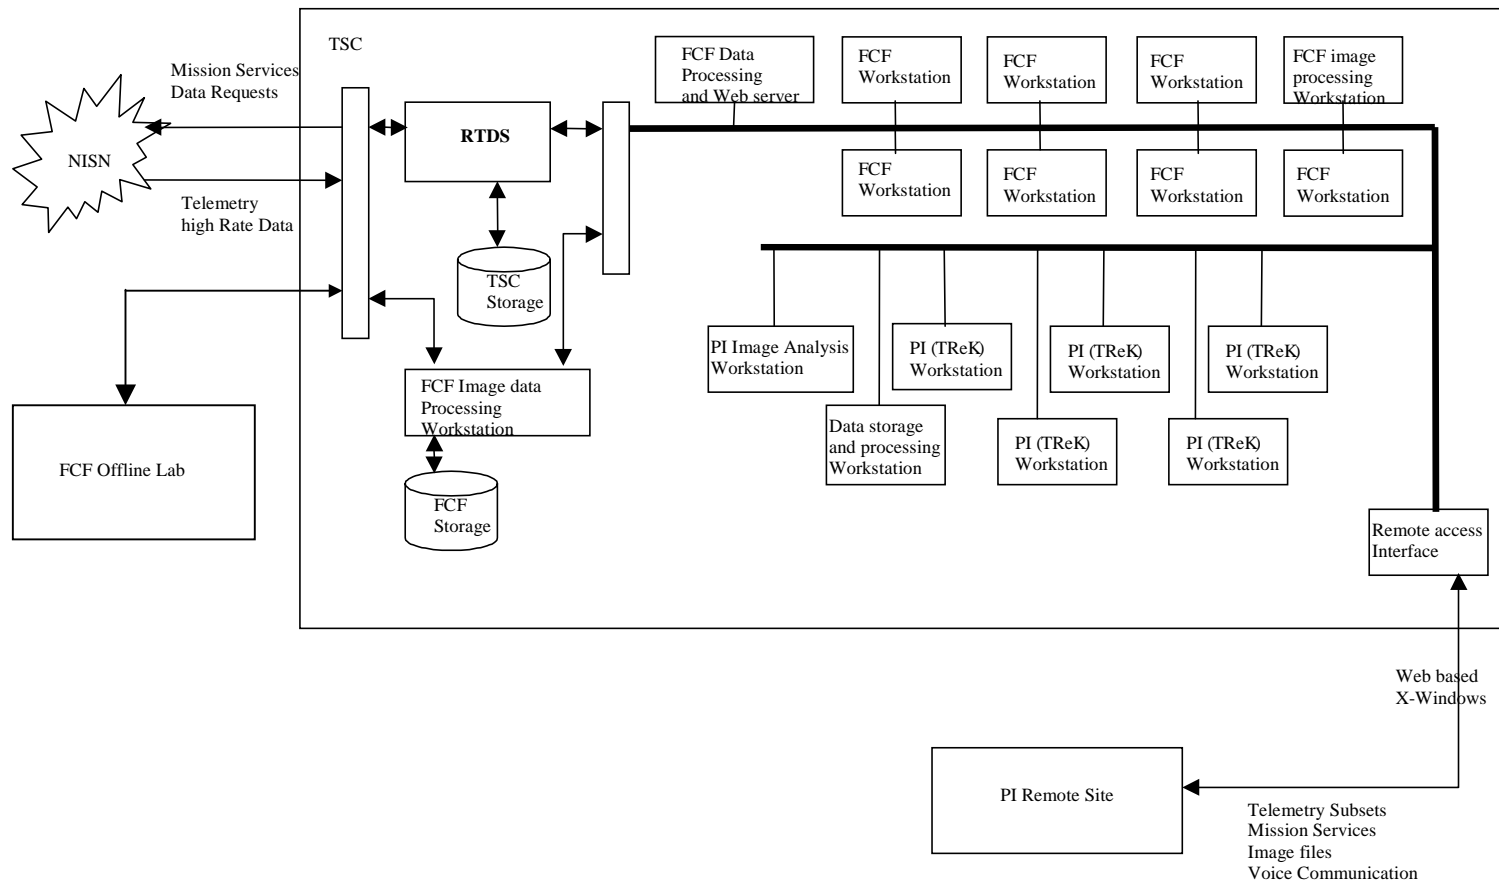 TSC
Mission Services
Data Requests
NISN
Telemetry
high Rate Data
RTDS
TSC
Storage
FCF Image data
Processing
Workstation
FCF
Storage
FCF Offline Lab
FCF Data
Processing
and Web server
FCF
Workstation
FCF
Workstation
FCF
Workstation
FCF image
processing
Workstation
FCF
Workstation
FCF
Workstation
FCF
Workstation
FCF
Workstation
PI Image Analysis
Workstation
PI (TReK)
Workstation
PI (TReK)
Workstation
PI (TReK)
Workstation
Data storage
and processing
Workstation
PI (TReK)
Workstation
PI (TReK)
Workstation
Remote access
Interface
Web based
X-Windows
PI Remote Site
Telemetry Subsets
Mission Services
Image files
Voice Communication